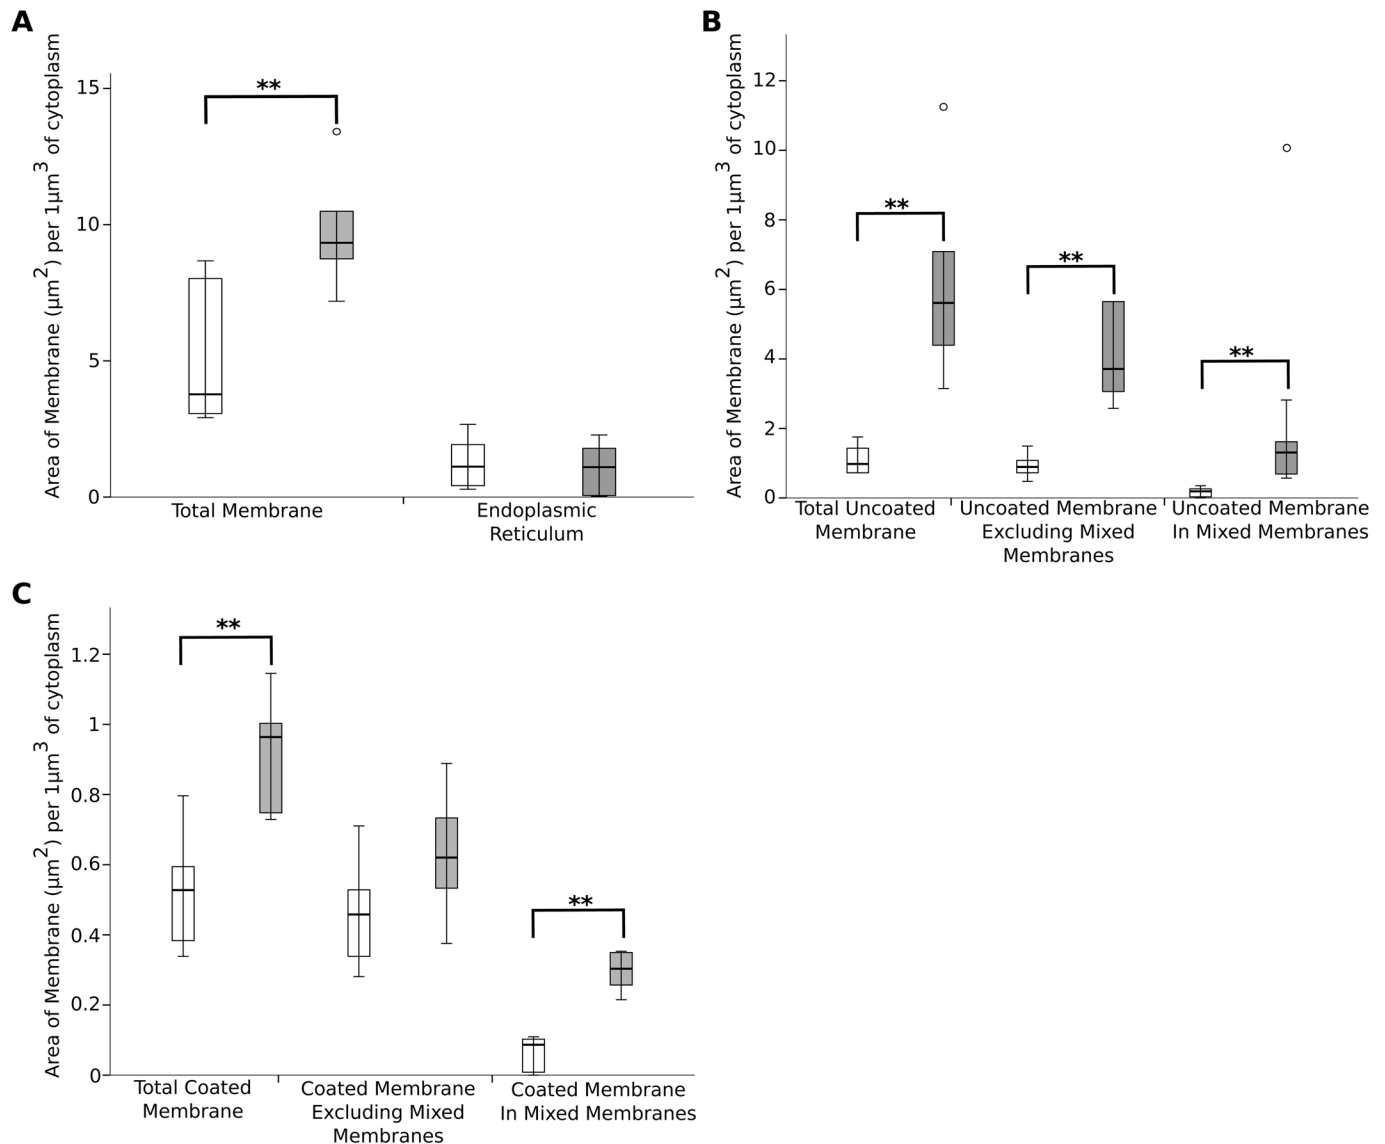 A
Area of Membrane (μm²) per 1μm³ of cytoplasm
15
10
5
0
**
Total Membrane
Endoplasmic
Reticulum
B
Area of Membrane (μm²) per 1μm³ of cytoplasm
12
10
8
6
4
2
0
**
**
**
Total Uncoated
Membrane
Uncoated Membrane
Excluding Mixed
Membranes
Uncoated Membrane
In Mixed Membranes
C
Area of Membrane (μm²) per 1μm³ of cytoplasm
1.2
1
0.8
0.6
0.4
0.2
0
**
**
Total Coated
Membrane
Coated Membrane
Excluding Mixed
Membranes
Coated Membrane
In Mixed Membranes